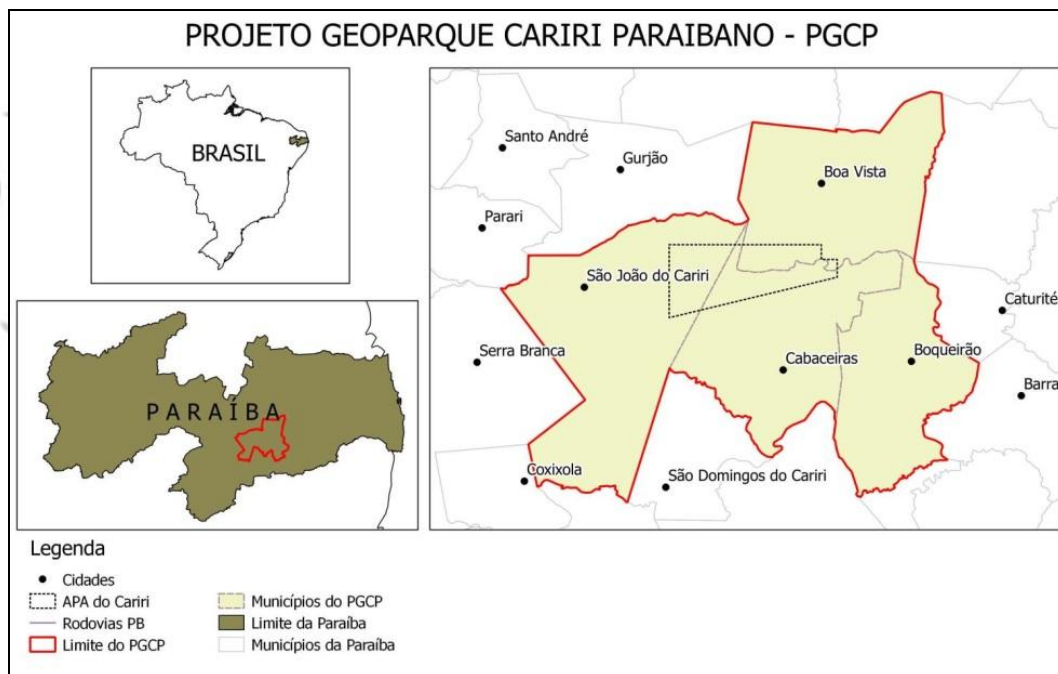 PROJETO GEOPARQUE CARIRI PARAIBANO - PGCP
BRASIL
PARAÍBA
Santo André
Gurjão
Boa Vista
Parari
São João do Cariri
Caturité
Serra Branca
Cabaceiras
Boqueirão
Barra
Coxixola
São Domingos do Cariri
Legenda
Cidades
APA do Cariri
Rodovias PB
Limite do PGCP
Municípios do PGCP
Limite da Paraíba
Municípios da Paraíba